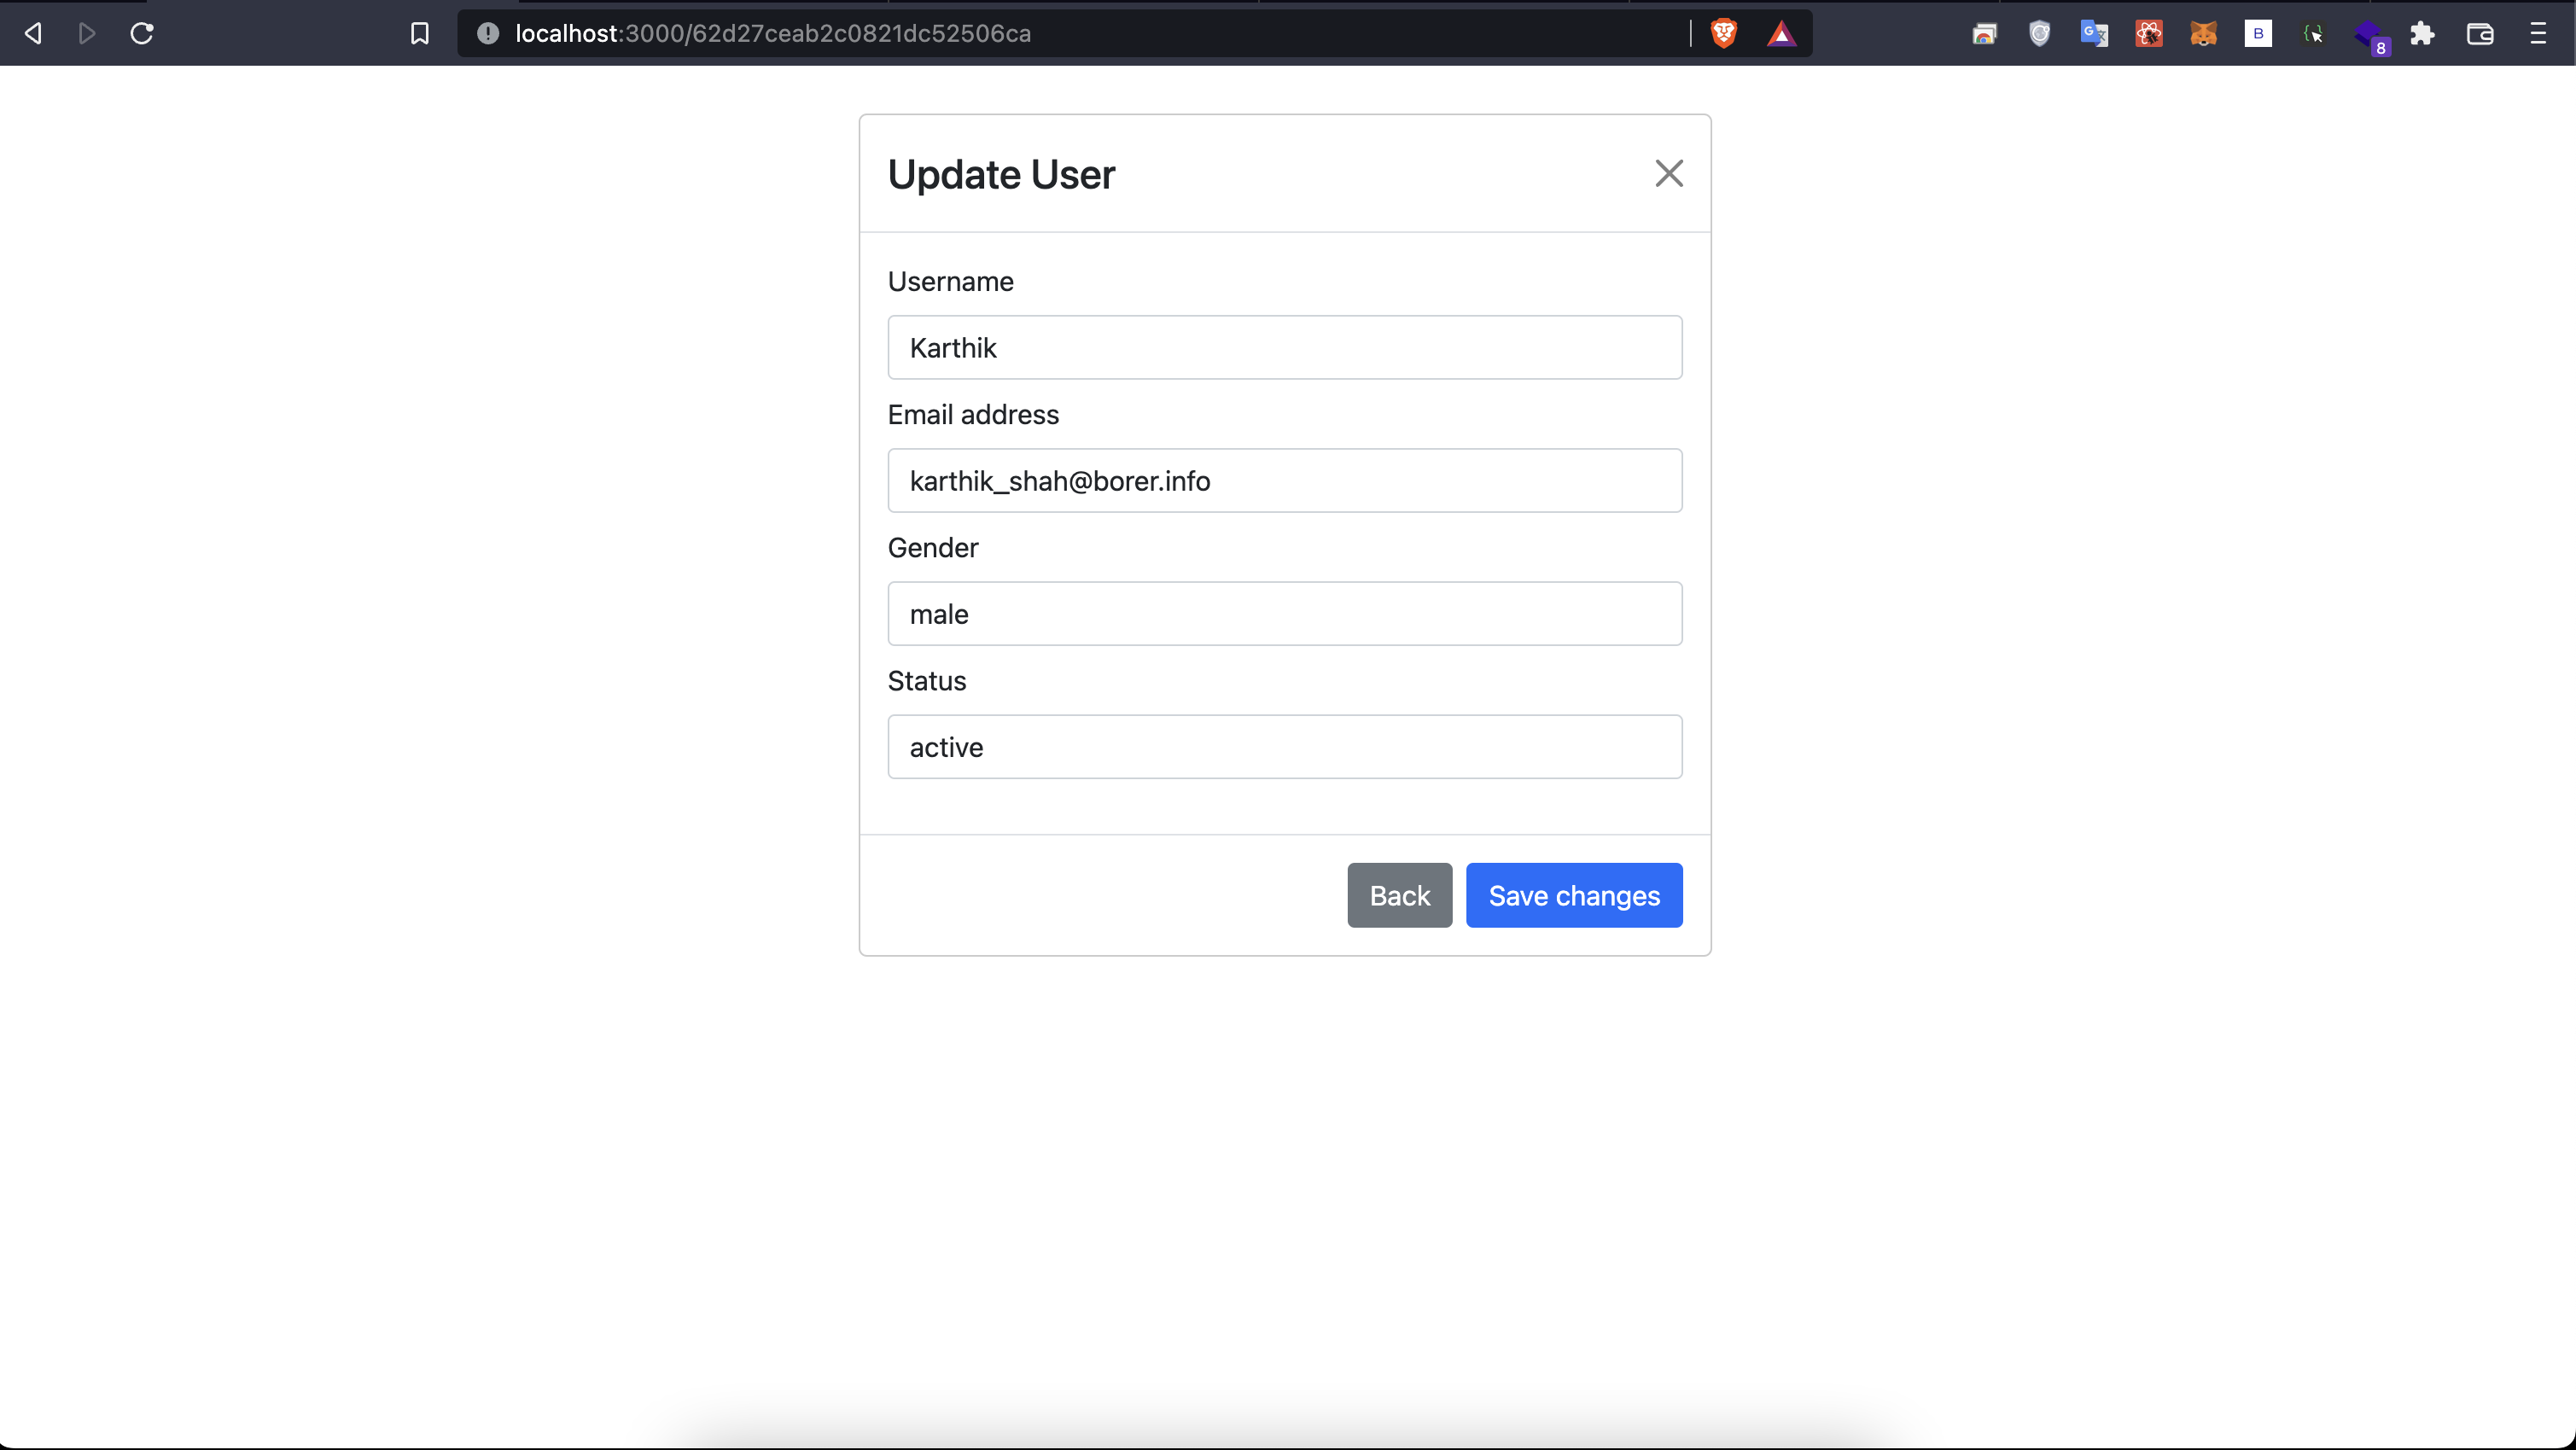 localhost:3000/62d27ceab2c0821dc52506ca
B
8
Update User
Username
Karthik
Email address
karthik_shah@borer.info
Gender
male
Status
active
Back
Save changes